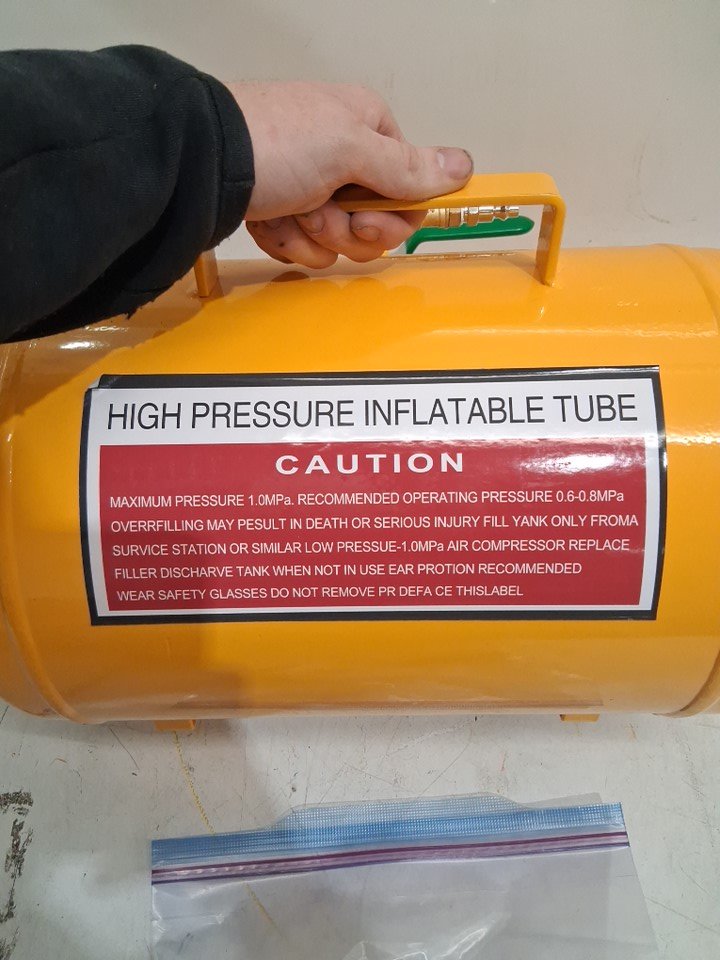 HIGH PRESSURE INFLATABLE TUBE
CAUTION
MAXIMUM PRESSURE 1.0MPa. RECOMMENDED OPERATING PRESSURE 0.6-0.8MPa
OVERRFILLING MAY PESULT IN DEATH OR SERIOUS INJURY FILL YANK ONLY FROMA
SURVICE STATION OR SIMILAR LOW PRESSUE-1.0MPa AIR COMPRESSOR REPLACE
FILLER DISCHARVE TANK WHEN NOT IN USE EAR PROTION RECOMMENDED
WEAR SAFETY GLASSES DO NOT REMOVE PR DEFA CE THISLABEL